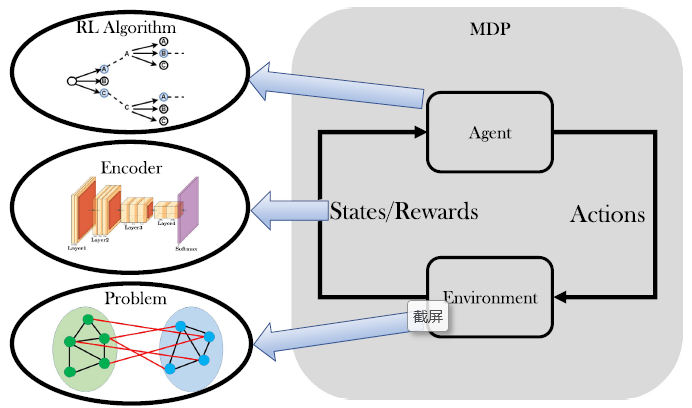 RL Algorithm
A
B
C
A
C
A
B
C
A
B
C
Encoder
Layer1
Layer2
Layer3
Layer4
Softmax
Problem
MDP
Agent
States/Rewards
Actions
Environment
截屏